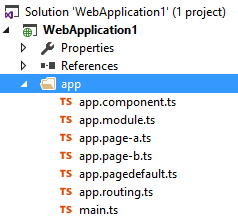 Solution 'WebApplication1' (1 project)
WebApplication1
Properties
References
app
TS app.component.ts
TS app.module.ts
TS app.page-a.ts
TS app.page-b.ts
TS app.pagedefault.ts
TS app.routing.ts
TS main.ts